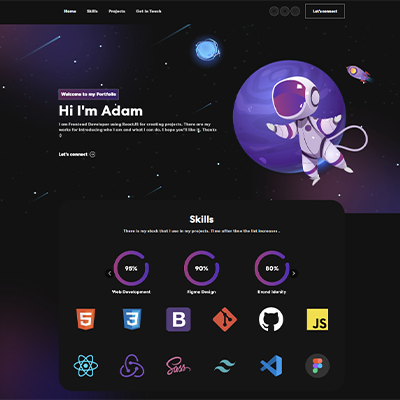 Home Skills Projects Get in Touch
Let's connect
Welcome to my Portfolio
Hi I'm Adam
I am Frontend Developer using ReactJS for creating projects. There are my
works for introducing who I am and what I can do. I hope you'll like it. Thanks
:)
Let's connect
Skills
There is my stack that I use in my projects. Time after time the list increases .
95% 90% 80%
Web Development Figma Design Brand Identity
5 3 B JS
Sass